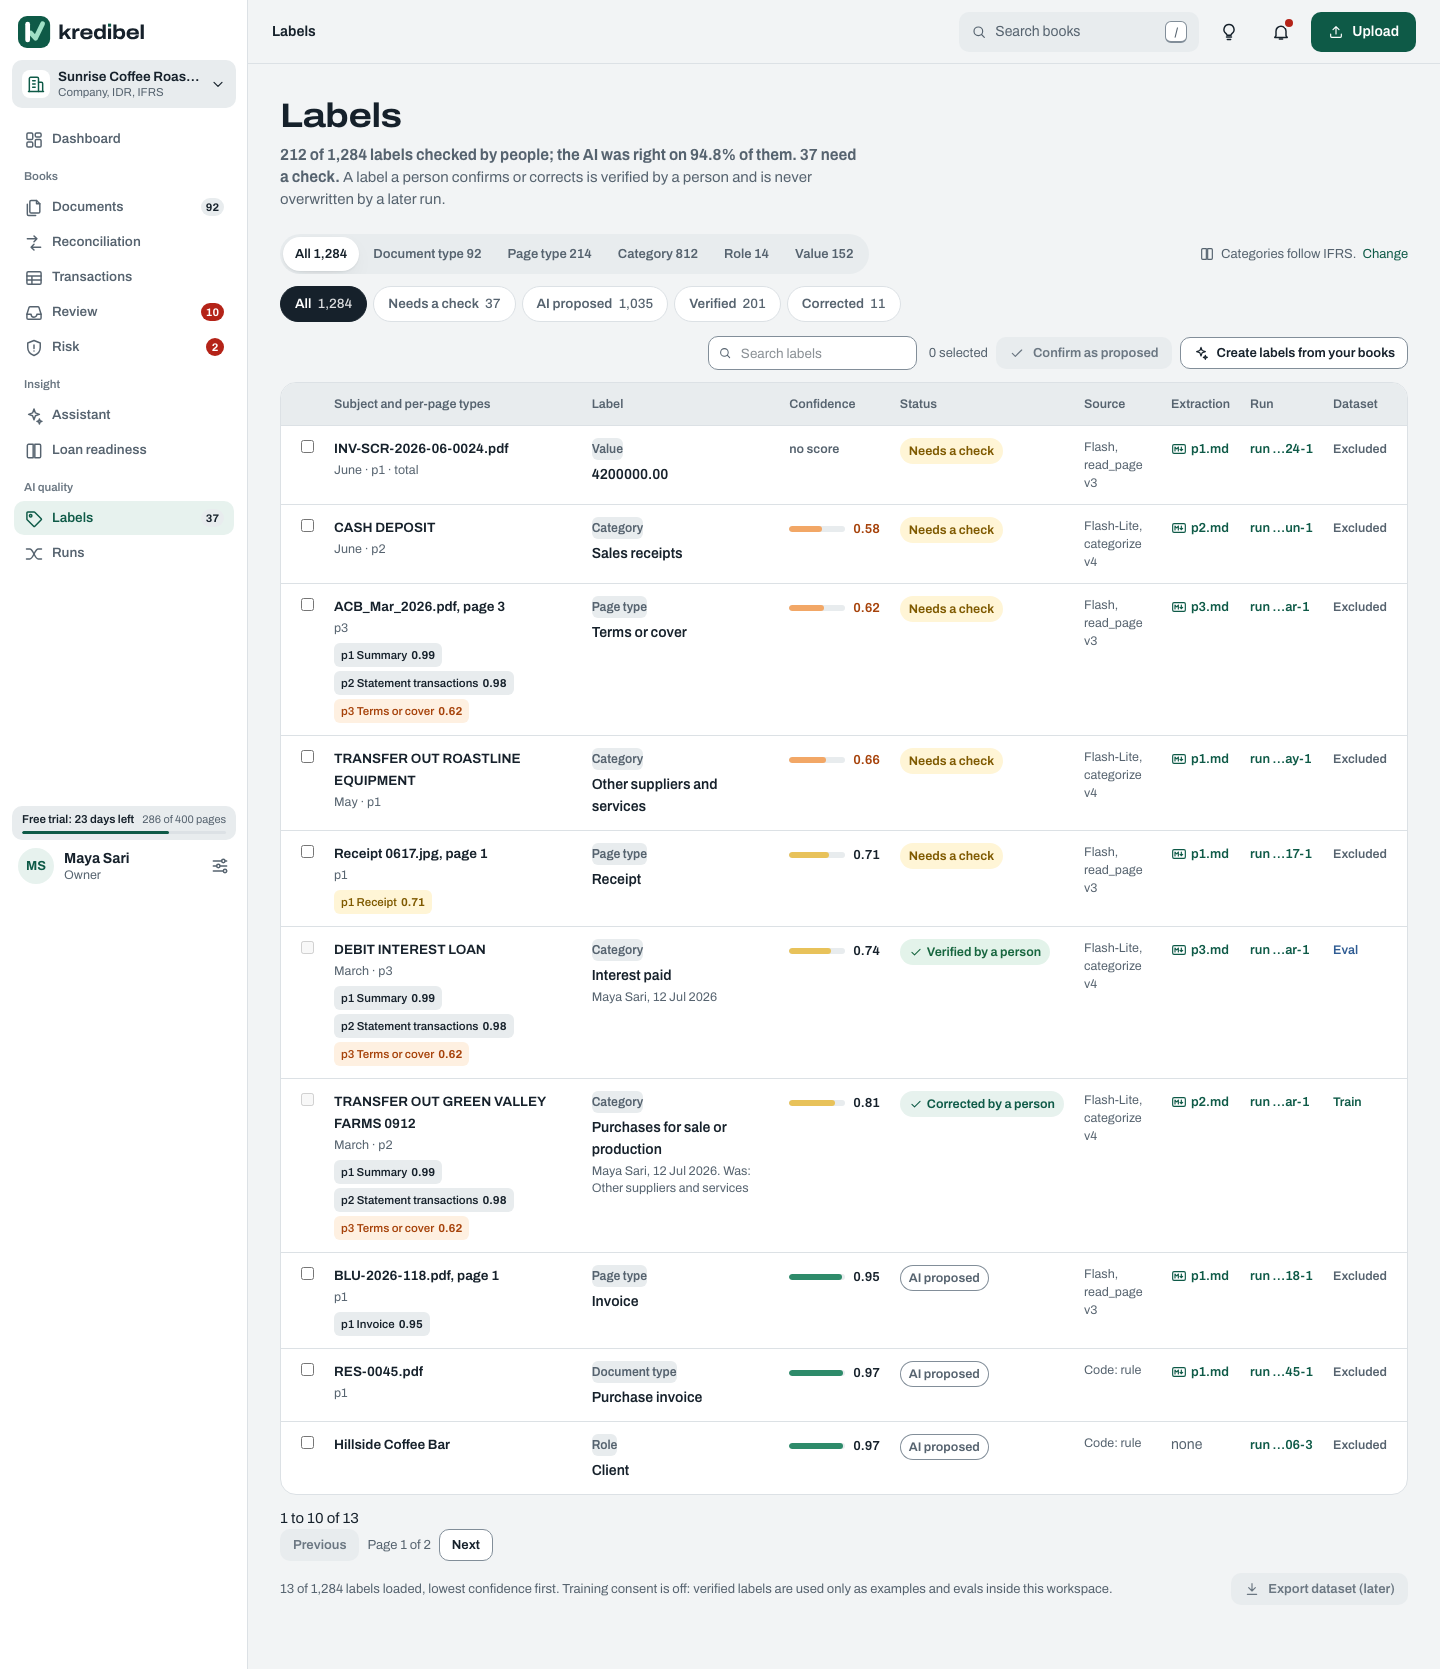 kredibel
Sunrise Coffee Roas...
Company, IDR, IFRS
Dashboard
Books
Documents 92
Reconciliation
Transactions
Review 10
Risk 2
Insight
Assistant
Loan readiness
AI quality
Labels 37
Runs
Free trial: 23 days left 286 of 400 pages
MS
Maya Sari
Owner
Labels
Search books /
Upload
Labels
212 of 1,284 labels checked by people; the AI was right on 94.8% of them. 37 need
a check. A label a person confirms or corrects is verified by a person and is never
overwritten by a later run.
All 1,284 Document type 92 Page type 214 Category 812 Role 14 Value 152
Categories follow IFRS. Change
All 1,284 Needs a check 37 AI proposed 1,035 Verified 201 Corrected 11
Search labels 0 selected Confirm as proposed Create labels from your books
Subject and per-page types Label Confidence Status Source Extraction Run Dataset
INV-SCR-2026-06-0024.pdf
June · p1 · total
Value
4200000.00
no score
Needs a check
Flash,
read_page
v3
p1.md
run …24-1
Excluded
CASH DEPOSIT
June · p2
Category
Sales receipts
0.58
Needs a check
Flash-Lite,
categorize
v4
p2.md
run …un-1
Excluded
ACB_Mar_2026.pdf, page 3
p3
p1 Summary 0.99
p2 Statement transactions 0.98
p3 Terms or cover 0.62
Page type
Terms or cover
0.62
Needs a check
Flash,
read_page
v3
p3.md
run …ar-1
Excluded
TRANSFER OUT ROASTLINE
EQUIPMENT
May · p1
Category
Other suppliers and
services
0.66
Needs a check
Flash-Lite,
categorize
v4
p1.md
run …ay-1
Excluded
Receipt 0617.jpg, page 1
p1
p1 Receipt 0.71
Page type
Receipt
0.71
Needs a check
Flash,
read_page
v3
p1.md
run …17-1
Excluded
DEBIT INTEREST LOAN
March · p3
p1 Summary 0.99
p2 Statement transactions 0.98
p3 Terms or cover 0.62
Category
Interest paid
Maya Sari, 12 Jul 2026
0.74
Verified by a person
Flash-Lite,
categorize
v4
p3.md
run …ar-1
Eval
TRANSFER OUT GREEN VALLEY
FARMS 0912
March · p2
p1 Summary 0.99
p2 Statement transactions 0.98
p3 Terms or cover 0.62
Category
Purchases for sale or
production
Maya Sari, 12 Jul 2026. Was:
Other suppliers and services
0.81
Corrected by a person
Flash-Lite,
categorize
v4
p2.md
run …ar-1
Train
BLU-2026-118.pdf, page 1
p1
p1 Invoice 0.95
Page type
Invoice
0.95
AI proposed
Flash,
read_page
v3
p1.md
run …18-1
Excluded
RES-0045.pdf
p1
Document type
Purchase invoice
0.97
AI proposed
Code: rule
p1.md
run …45-1
Excluded
Hillside Coffee Bar
Role
Client
0.97
AI proposed
Code: rule
none
run …06-3
Excluded
1 to 10 of 13
Previous Page 1 of 2 Next
13 of 1,284 labels loaded, lowest confidence first. Training consent is off: verified labels are used only as examples and evals inside this workspace.
Export dataset (later)